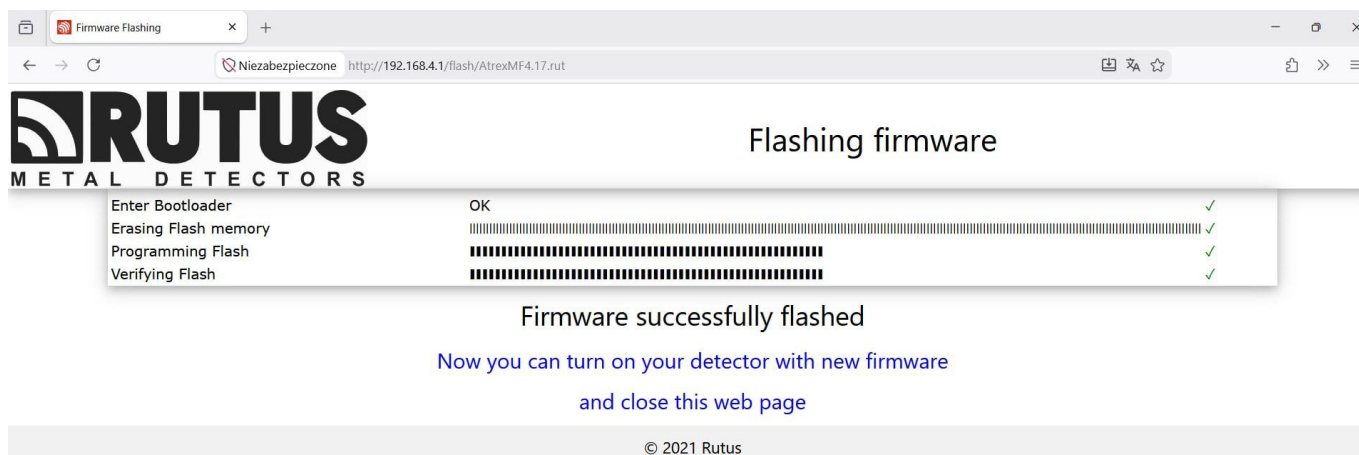 Firmware Flashing
Niezabezpieczone http://192.168.4.1/flash/AtrexMF4.17.rut
RUTUS
METAL DETECTORS
Flashing firmware
Enter Bootloader OK ✓
Erasing Flash memory ✓
Programming Flash ✓
Verifying Flash ✓
Firmware successfully flashed
Now you can turn on your detector with new firmware
and close this web page
© 2021 Rutus